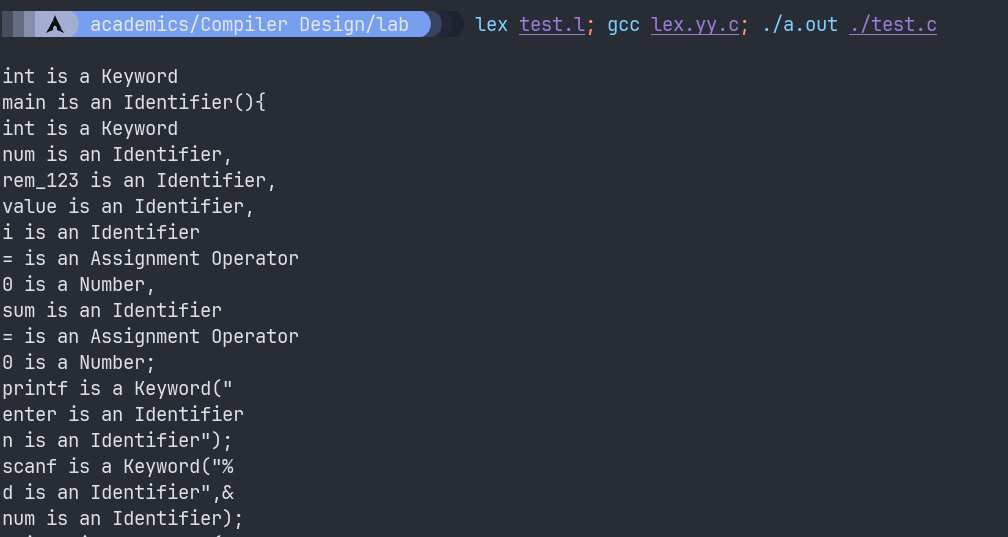 academics/Compiler Design/lab lex test.l; gcc lex.yy.c; ./a.out ./test.c
int is a Keyword
main is an Identifier(){
int is a Keyword
num is an Identifier,
rem_123 is an Identifier,
value is an Identifier,
i is an Identifier
= is an Assignment Operator
0 is a Number,
sum is an Identifier
= is an Assignment Operator
0 is a Number;
printf is a Keyword("
enter is an Identifier
n is an Identifier");
scanf is a Keyword("%
d is an Identifier",&
num is an Identifier);